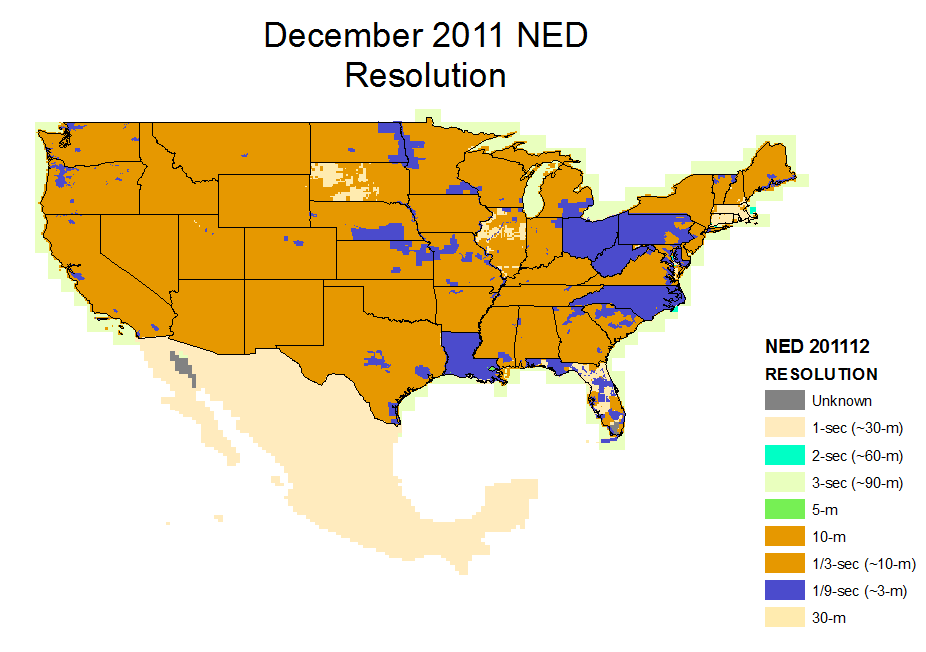 December 2011 NED
Resolution
NED 201112
RESOLUTION
Unknown
1-sec (~30-m)
2-sec (~60-m)
3-sec (~90-m)
5-m
10-m
1/3-sec (~10-m)
1/9-sec (~3-m)
30-m